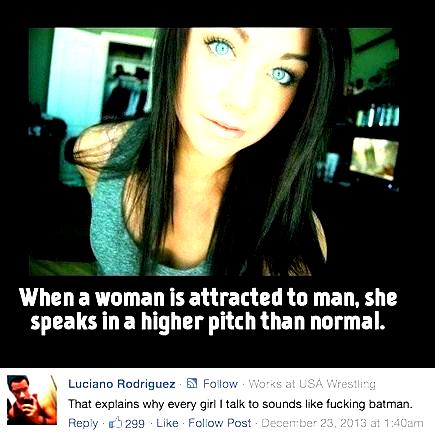 When a woman is attracted to man, she
speaks in a higher pitch than normal.
Luciano Rodriguez · Follow · Works at USA Wrestling
That explains why every girl I talk to sounds like fucking batman.
Reply · 299 · Like · Follow Post · December 23, 2013 at 1:40am